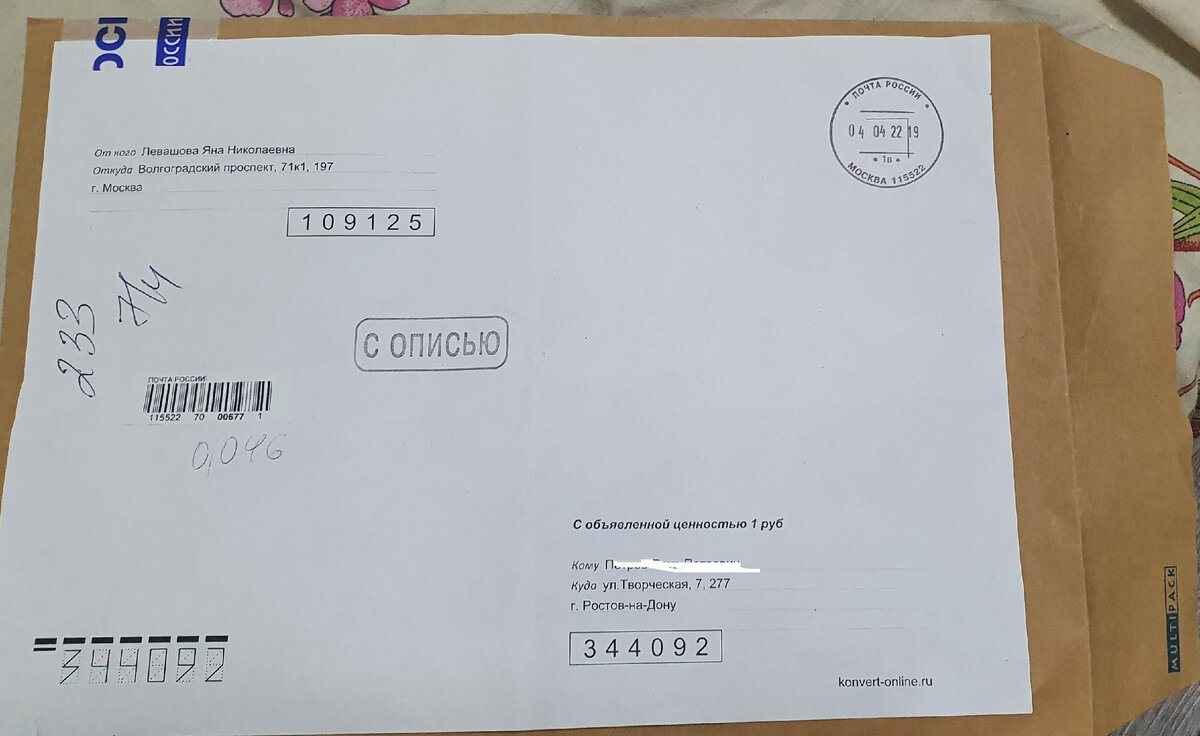 ОССИИ
ПОЧТА РОССИИ
04 04 22 19
1в
МОСКВА 115522
От кого Левашова Яна Николаевна
Откуда Волгоградский проспект, 71к1, 197
г. Москва
109125
233
С ОПИСЬЮ
ПОЧТА РОССИИ
115522 70 00677 1
0,046
С объявленной ценностью 1 руб
Кому
Куда ул.Творческая, 7, 277
г. Ростов-на-Дону
344092
344092
konvert-online.ru
MULTIPACK